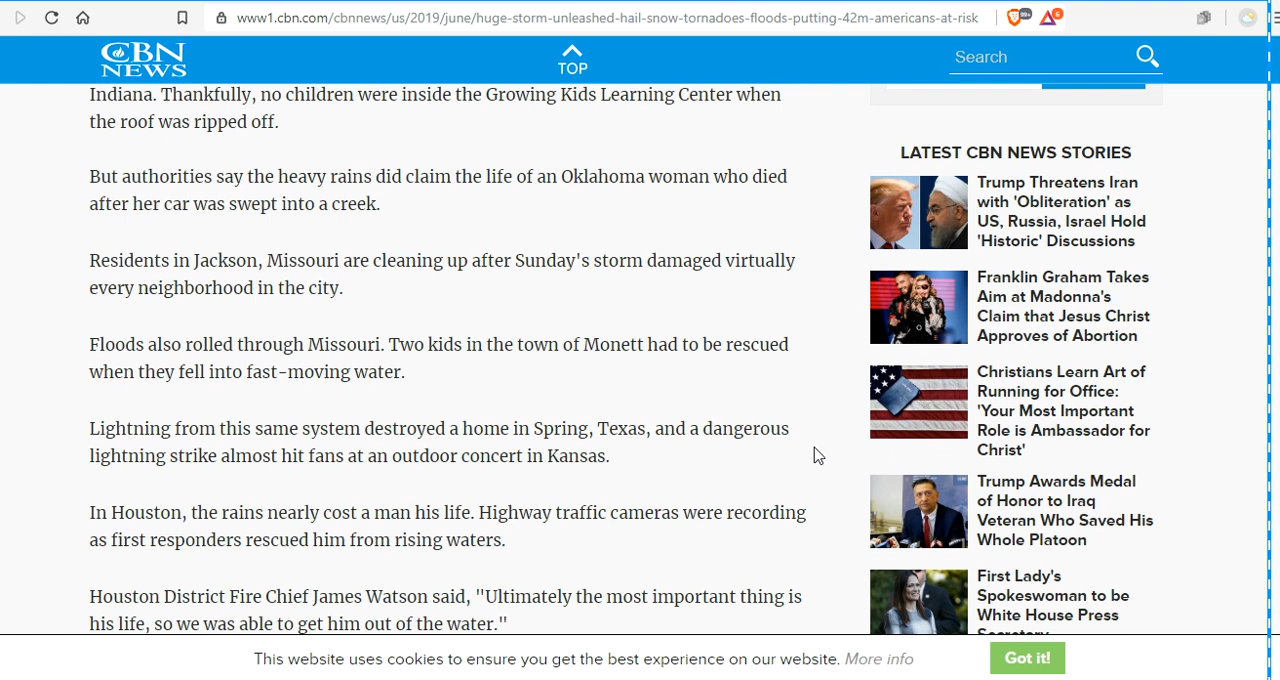 www1.cbn.com/cbnnews/us/2019/june/huge-storm-unleashed-hail-snow-tornadoes-floods-putting-42m-americans-at-risk
99+
6
CBN
NEWS
TOP
Search
Indiana. Thankfully, no children were inside the Growing Kids Learning Center when
the roof was ripped off.
But authorities say the heavy rains did claim the life of an Oklahoma woman who died
after her car was swept into a creek.
Residents in Jackson, Missouri are cleaning up after Sunday's storm damaged virtually
every neighborhood in the city.
Floods also rolled through Missouri. Two kids in the town of Monett had to be rescued
when they fell into fast-moving water.
Lightning from this same system destroyed a home in Spring, Texas, and a dangerous
lightning strike almost hit fans at an outdoor concert in Kansas.
In Houston, the rains nearly cost a man his life. Highway traffic cameras were recording
as first responders rescued him from rising waters.
Houston District Fire Chief James Watson said, "Ultimately the most important thing is
his life, so we was able to get him out of the water."
LATEST CBN NEWS STORIES
Trump Threatens Iran
with 'Obliteration' as
US, Russia, Israel Hold
'Historic' Discussions
Franklin Graham Takes
Aim at Madonna's
Claim that Jesus Christ
Approves of Abortion
Christians Learn Art of
Running for Office:
'Your Most Important
Role is Ambassador for
Christ'
Trump Awards Medal
of Honor to Iraq
Veteran Who Saved His
Whole Platoon
First Lady's
Spokeswoman to be
White House Press
Secretary
This website uses cookies to ensure you get the best experience on our website. More info
Got it!